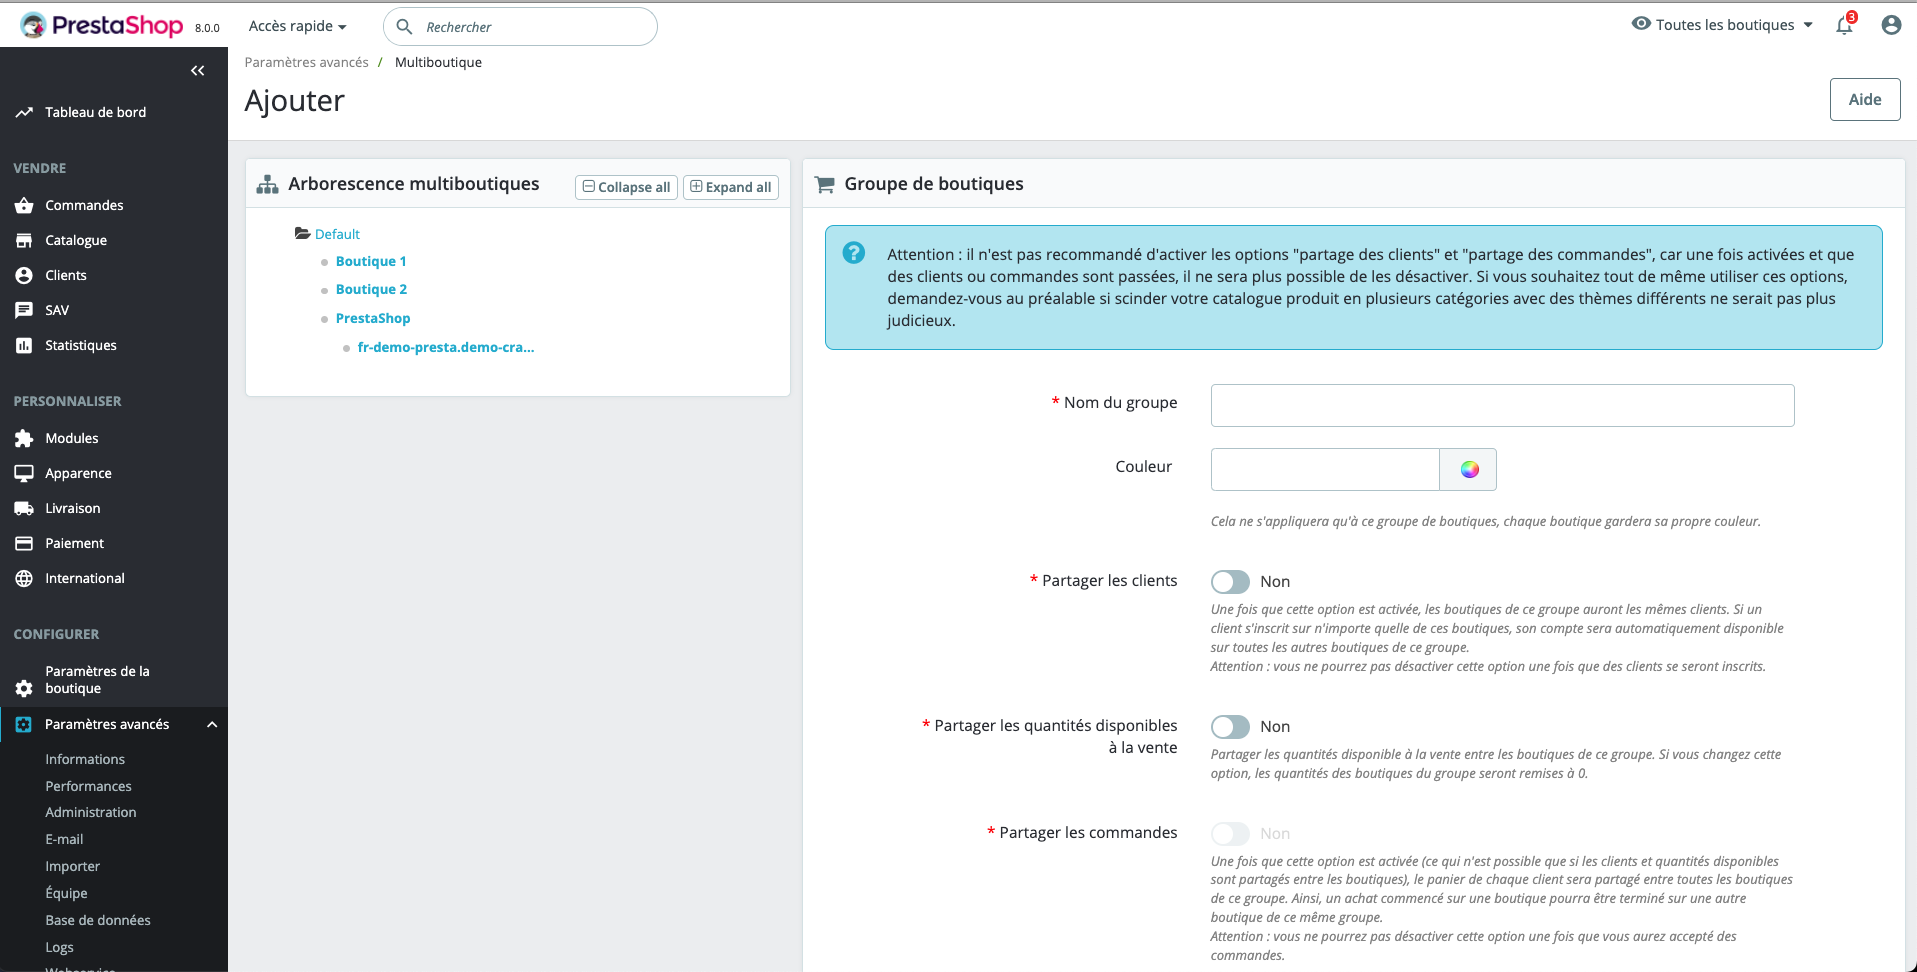 PrestaShop 8.0.0
Accès rapide
Rechercher
Toutes les boutiques
3
Paramètres avancés / Multiboutique
Ajouter
Aide
Tableau de bord
VENDRE
Commandes
Catalogue
Clients
SAV
Statistiques
PERSONNALISER
Modules
Apparence
Livraison
Paiement
International
CONFIGURER
Paramètres de la
boutique
Paramètres avancés
Informations
Performances
Administration
E-mail
Importer
Équipe
Base de données
Logs
Webservice
Arborescence multiboutiques
Collapse all
Expand all
Default
Boutique 1
Boutique 2
PrestaShop
fr-demo-presta.demo-cra...
Groupe de boutiques
Attention : il n'est pas recommandé d'activer les options "partage des clients" et "partage des commandes", car une fois activées et que
des clients ou commandes sont passées, il ne sera plus possible de les désactiver. Si vous souhaitez tout de même utiliser ces options,
demandez-vous au préalable si scinder votre catalogue produit en plusieurs catégories avec des thèmes différents ne serait pas plus
judicieux.
* Nom du groupe
Couleur
Cela ne s'appliquera qu'à ce groupe de boutiques, chaque boutique gardera sa propre couleur.
* Partager les clients
Non
Une fois que cette option est activée, les boutiques de ce groupe auront les mêmes clients. Si un
client s'inscrit sur n'importe quelle de ces boutiques, son compte sera automatiquement disponible
sur toutes les autres boutiques de ce groupe.
Attention : vous ne pourrez pas désactiver cette option une fois que des clients se seront inscrits.
* Partager les quantités disponibles
à la vente
Non
Partager les quantités disponible à la vente entre les boutiques de ce groupe. Si vous changez cette
option, les quantités des boutiques du groupe seront remises à 0.
* Partager les commandes
Non
Une fois que cette option est activée (ce qui n'est possible que si les clients et quantités disponibles
sont partagés entre les boutiques), le panier de chaque client sera partagé entre toutes les boutiques
de ce groupe. Ainsi, un achat commencé sur une boutique pourra être terminé sur une autre
boutique de ce même groupe.
Attention : vous ne pourrez pas désactiver cette option une fois que vous aurez accepté des
commandes.